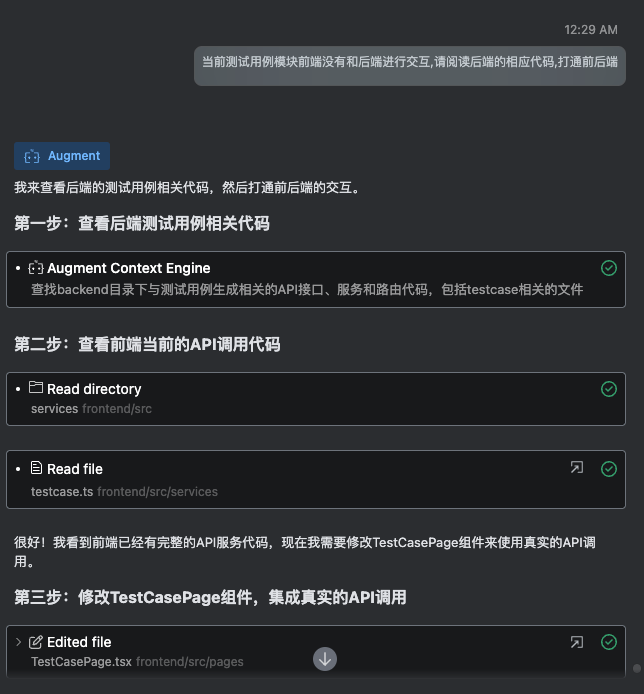 12:29 AM
当前测试用例模块前端没有和后端进行交互,请阅读后端的相应代码,打通前后端
Augment
我来查看后端的测试用例相关代码，然后打通前后端的交互。
第一步：查看后端测试用例相关代码
• Augment Context Engine
查找backend目录下与测试用例生成相关的API接口、服务和路由代码，包括testcase相关的文件
第二步：查看前端当前的API调用代码
• Read directory
services frontend/src
• Read file
testcase.ts frontend/src/services
很好！我看到前端已经有完整的API服务代码，现在我需要修改TestCasePage组件来使用真实的API调
用。
第三步：修改TestCasePage组件，集成真实的API调用
Edited file
TestCasePage.tsx frontend/src/pages